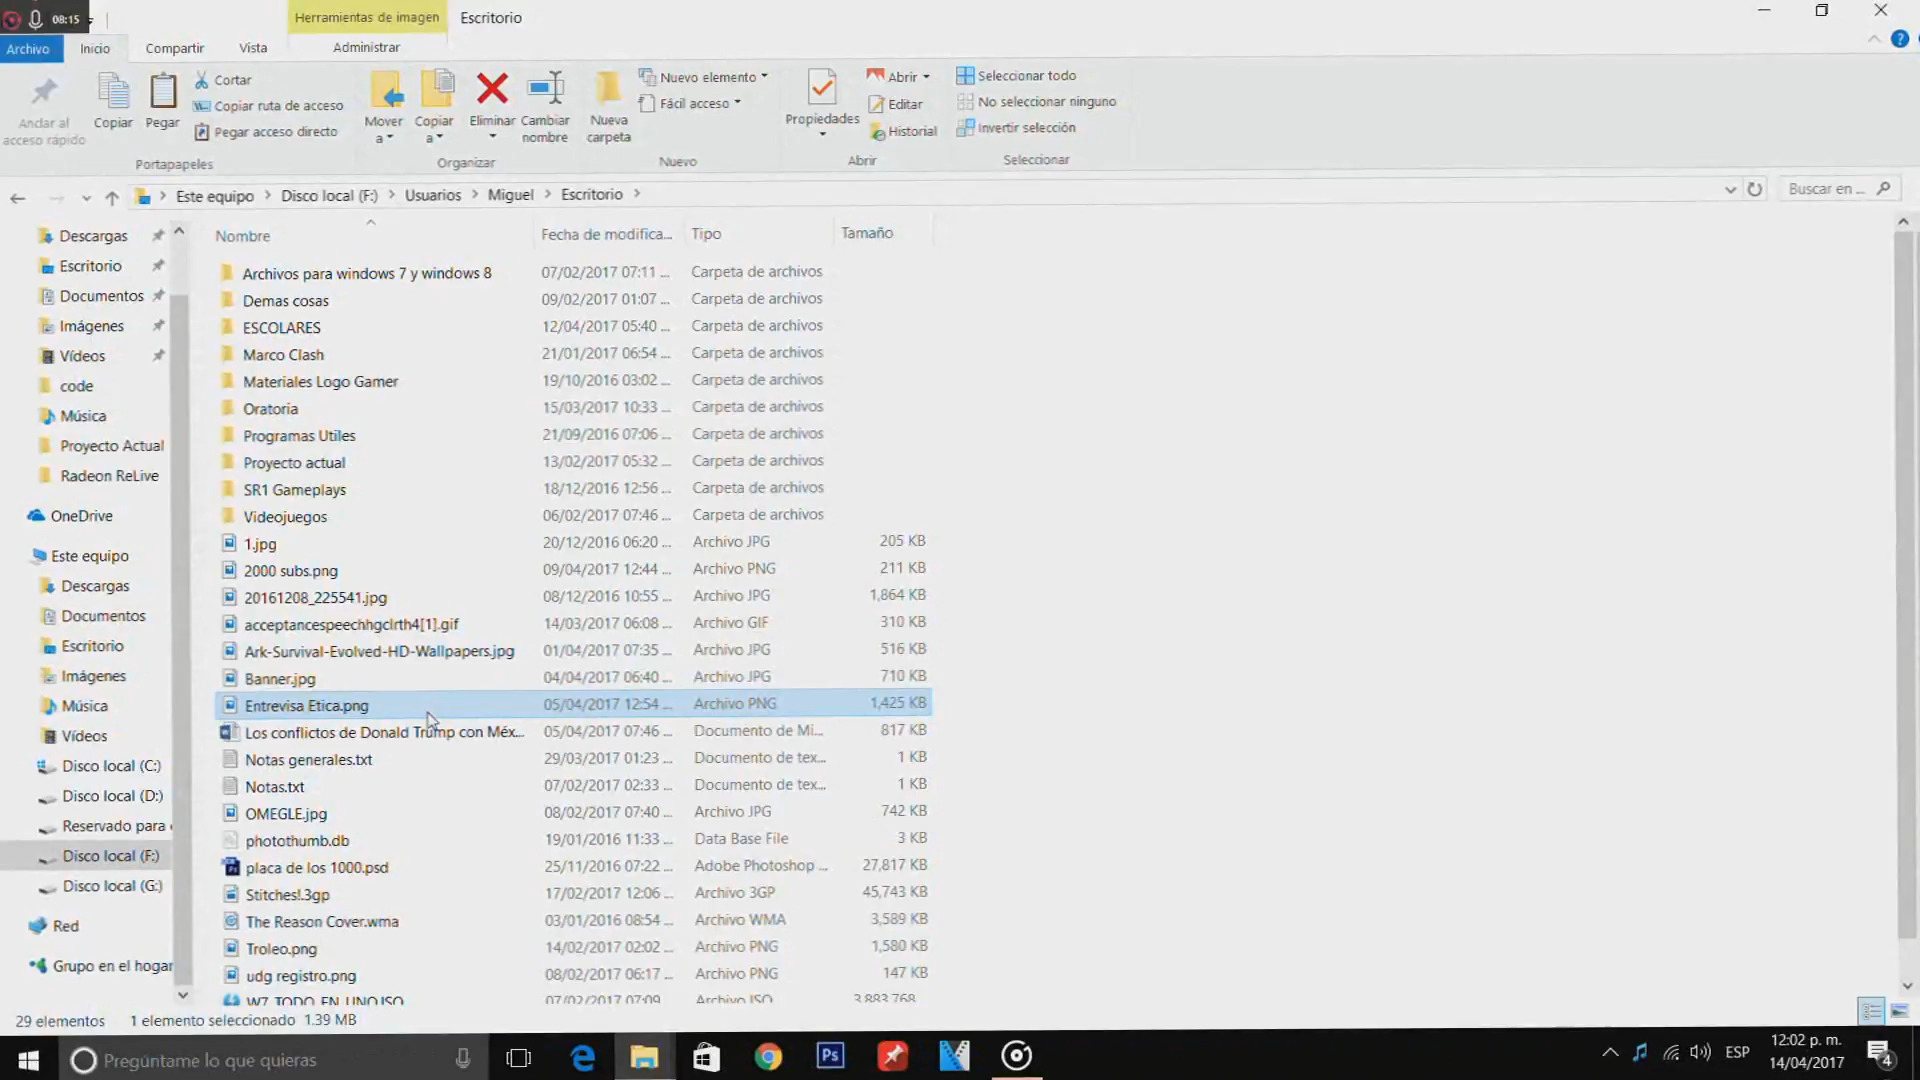 08:15
Herramientas de imagen
Escritorio
Archivo
Inicio
Compartir
Vista
Administrar
Anclar al acceso rápido
Copiar
Pegar
Cortar
Copiar ruta de acceso
Pegar acceso directo
Portapapeles
Mover a
Copiar a
Eliminar
Cambiar nombre
Organizar
Nueva carpeta
Nuevo elemento
Fácil acceso
Nuevo
Propiedades
Abrir
Editar
Historial
Abrir
Seleccionar todo
No seleccionar ninguno
Invertir selección
Seleccionar
Este equipo > Disco local (F:) > Usuarios > Miguel > Escritorio >
Buscar en ...
Descargas
Escritorio
Documentos
Imágenes
Vídeos
code
Música
Proyecto Actual
Radeon ReLive
OneDrive
Este equipo
Descargas
Documentos
Escritorio
Imágenes
Música
Vídeos
Disco local (C:)
Disco local (D:)
Reservado para
Disco local (F:)
Disco local (G:)
Red
Grupo en el hogar
Nombre Fecha de modifica... Tipo Tamaño
Archivos para windows 7 y windows 8 07/02/2017 07:11 ... Carpeta de archivos
Demas cosas 09/02/2017 01:07 ... Carpeta de archivos
ESCOLARES 12/04/2017 05:40 ... Carpeta de archivos
Marco Clash 21/01/2017 06:54 ... Carpeta de archivos
Materiales Logo Gamer 19/10/2016 03:02 ... Carpeta de archivos
Oratoria 15/03/2017 10:33 ... Carpeta de archivos
Programas Utiles 21/09/2016 07:06 ... Carpeta de archivos
Proyecto actual 13/02/2017 05:32 ... Carpeta de archivos
SR1 Gameplays 18/12/2016 12:56 ... Carpeta de archivos
Videojuegos 06/02/2017 07:46 ... Carpeta de archivos
1.jpg 20/12/2016 06:20 ... Archivo JPG 205 KB
2000 subs.png 09/04/2017 12:44 ... Archivo PNG 211 KB
20161208_225541.jpg 08/12/2016 10:55 ... Archivo JPG 1,864 KB
acceptancespeechhgclrth4[1].gif 14/03/2017 06:08 ... Archivo GIF 310 KB
Ark-Survival-Evolved-HD-Wallpapers.jpg 01/04/2017 07:35 ... Archivo JPG 516 KB
Banner.jpg 04/04/2017 06:40 ... Archivo JPG 710 KB
Entrevisa Etica.png 05/04/2017 12:54 ... Archivo PNG 1,425 KB
Los conflictos de Donald Trump con Méx... 05/04/2017 07:46 ... Documento de Mi... 817 KB
Notas generales.txt 29/03/2017 01:23 ... Documento de tex... 1 KB
Notas.txt 07/02/2017 02:33 ... Documento de tex... 1 KB
OMEGLE.jpg 08/02/2017 07:40 ... Archivo JPG 742 KB
photothumb.db 19/01/2016 11:33 ... Data Base File 3 KB
placa de los 1000.psd 25/11/2016 07:22 ... Adobe Photoshop ... 27,817 KB
Stitches!.3gp 17/02/2017 12:06 ... Archivo 3GP 45,743 KB
The Reason Cover.wma 03/01/2016 08:54 ... Archivo WMA 3,589 KB
Troleo.png 14/02/2017 02:02 ... Archivo PNG 1,580 KB
udg registro.png 08/02/2017 06:17 ... Archivo PNG 147 KB
W7 TODO EN UNO.ISO 07/02/2017 07:09 ... Archivo ISO 3,883,768
29 elementos 1 elemento seleccionado 1.39 MB
Pregúntame lo que quieras
Ps
ESP
12:02 p. m.
14/04/2017
4